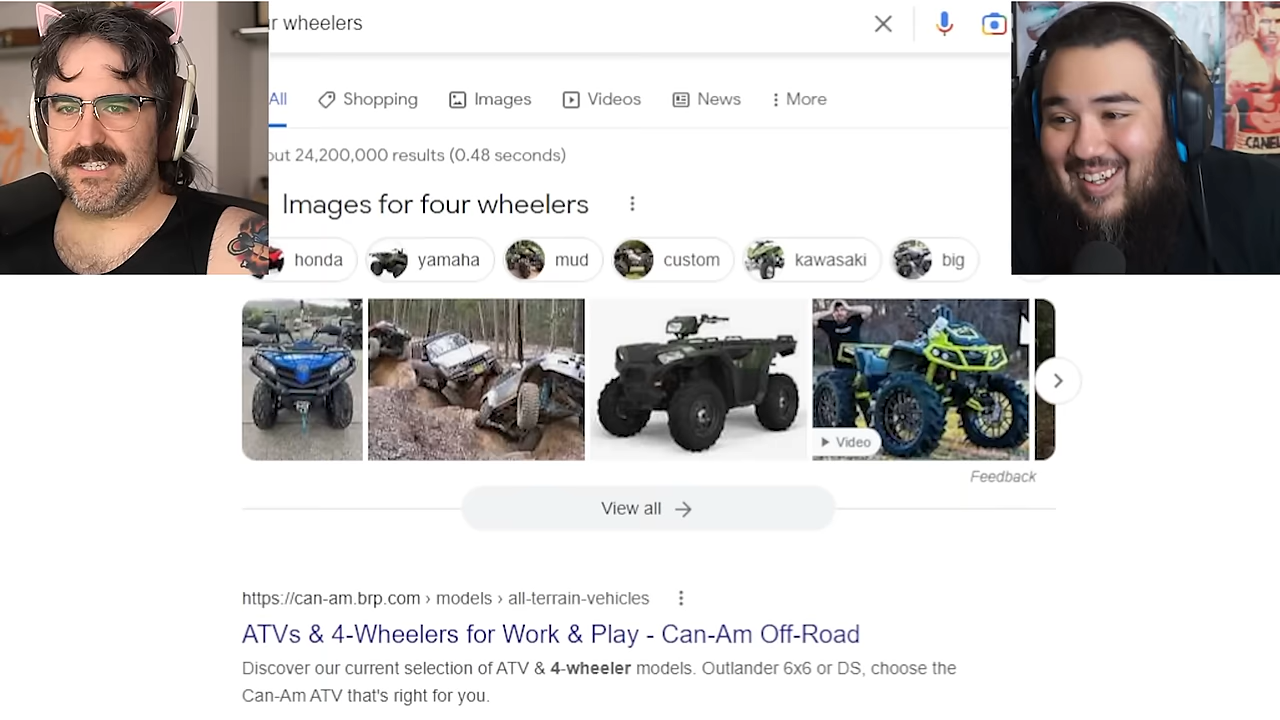 r wheelers
All Shopping Images Videos News More
out 24,200,000 results (0.48 seconds)
Images for four wheelers
honda yamaha mud custom kawasaki big
Video
Feedback
View all
https://can-am.brp.com › models › all-terrain-vehicles
ATVs & 4-Wheelers for Work & Play - Can-Am Off-Road
Discover our current selection of ATV & 4-wheeler models. Outlander 6x6 or DS, choose the
Can-Am ATV that's right for you.
CANEL